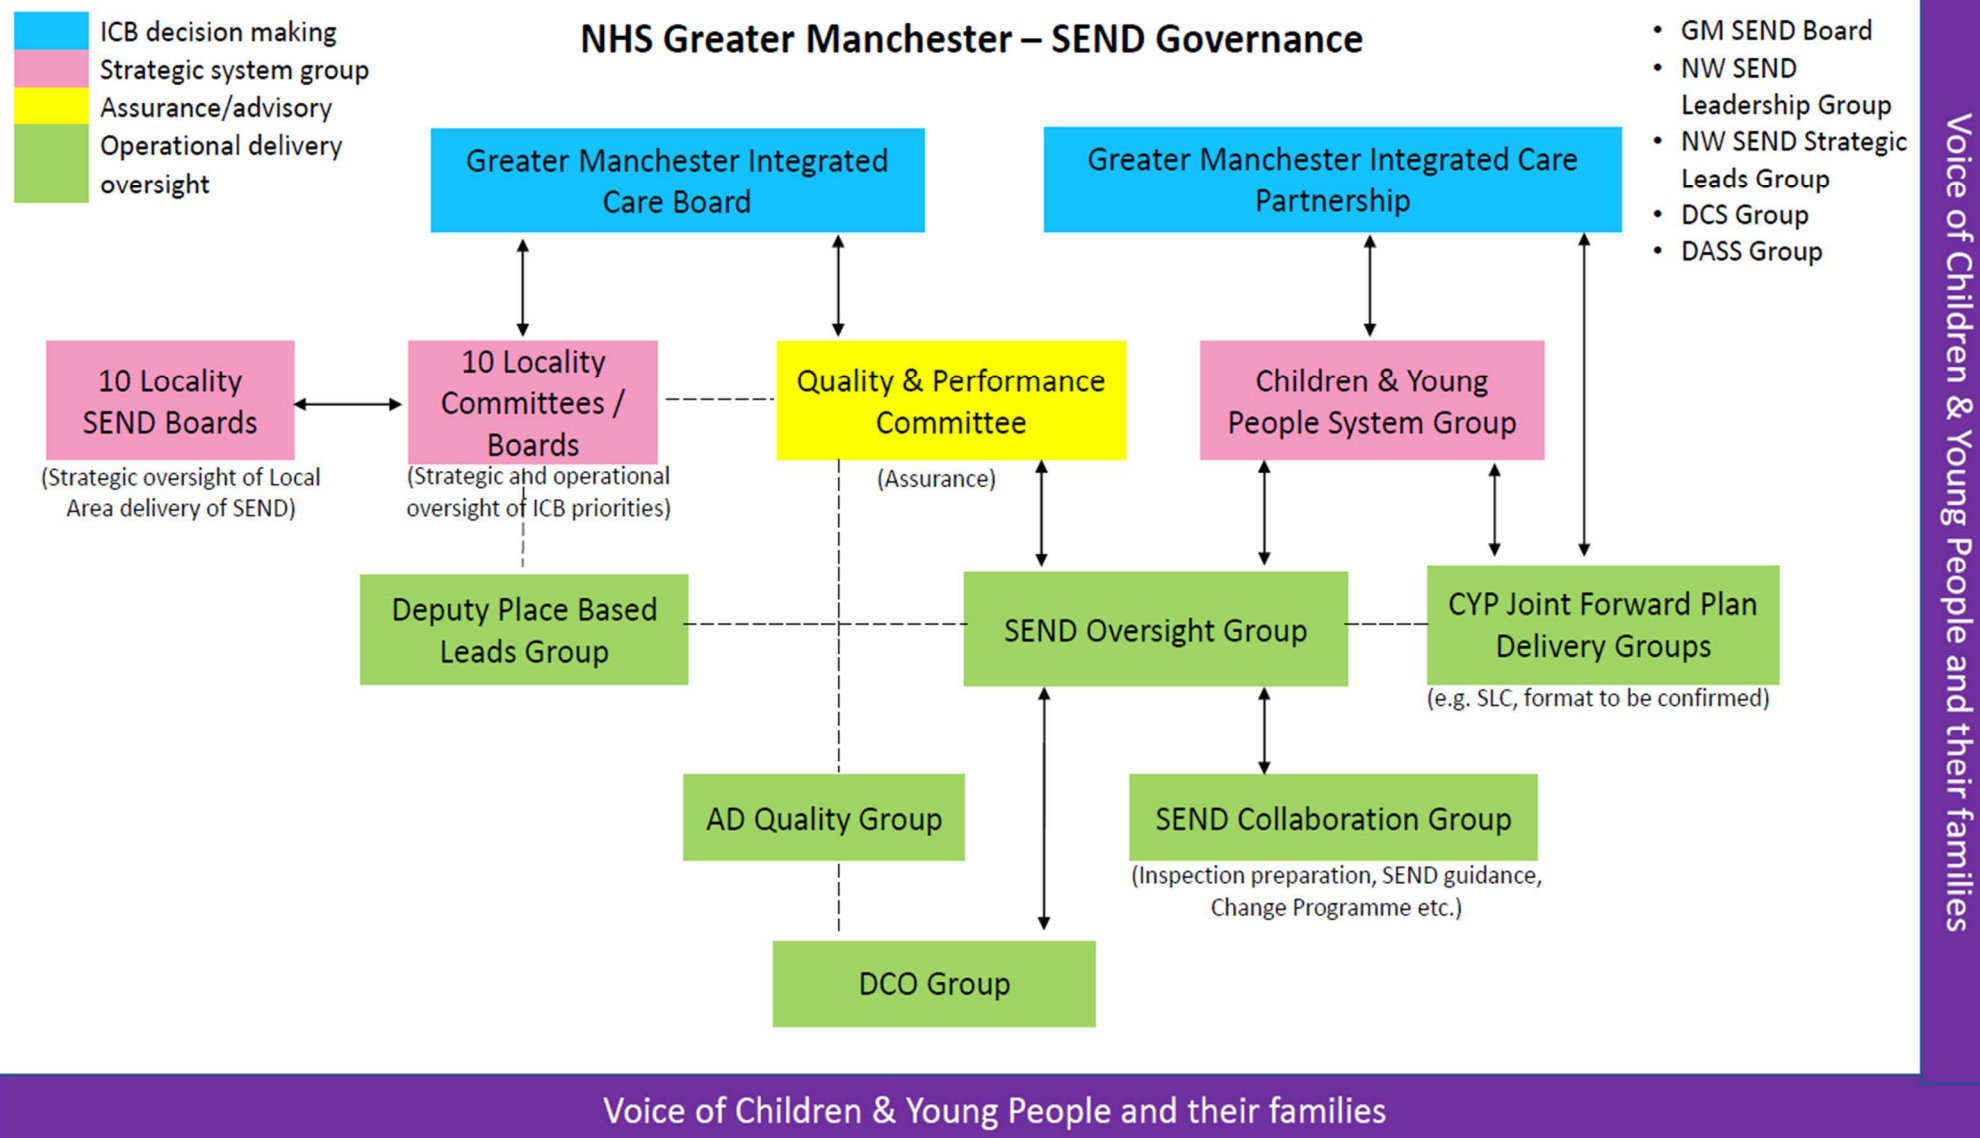 ICB decision making
Strategic system group
Assurance/advisory
Operational delivery
oversight
NHS Greater Manchester – SEND Governance
• GM SEND Board
• NW SEND
Leadership Group
• NW SEND Strategic
Leads Group
• DCS Group
• DASS Group
Greater Manchester Integrated
Care Board
Greater Manchester Integrated Care
Partnership
10 Locality
SEND Boards
(Strategic oversight of Local
Area delivery of SEND)
10 Locality
Committees /
Boards
(Strategic and operational
oversight of ICB priorities)
Quality & Performance
Committee
(Assurance)
Children & Young
People System Group
Deputy Place Based
Leads Group
SEND Oversight Group
CYP Joint Forward Plan
Delivery Groups
(e.g. SLC, format to be confirmed)
AD Quality Group
SEND Collaboration Group
(Inspection preparation, SEND guidance,
Change Programme etc.)
DCO Group
Voice of Children & Young People and their families
Voice of Children & Young People and their families